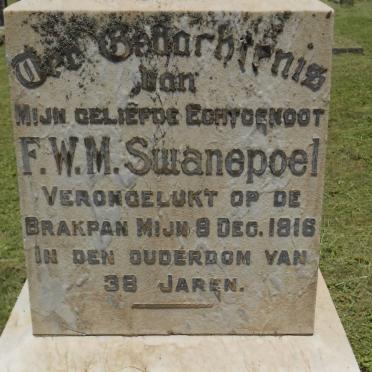 Ter Gedachtenis
Van
Mijn Geliefde Echtgenoot
F.W.M. Swanepoel
Verongelukt op de
Brakpan Mijn 9 Dec. 1916
in den ouderdom van
38 Jaren.